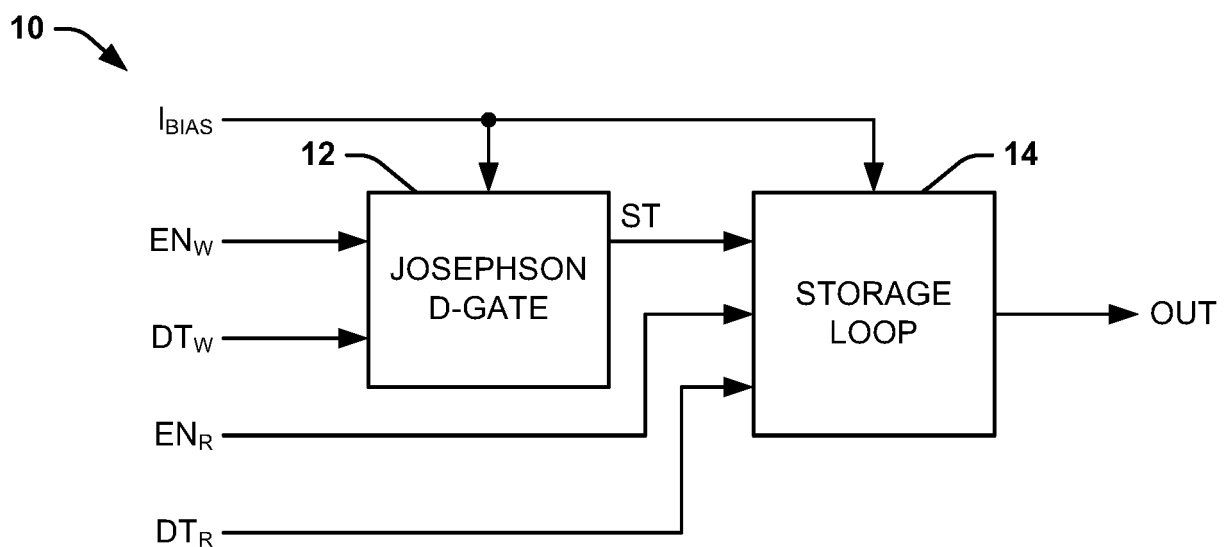 10
I_BIAS
12
14
EN_W
ST
JOSEPHSON
D-GATE
STORAGE
LOOP
OUT
DT_W
EN_R
DT_R